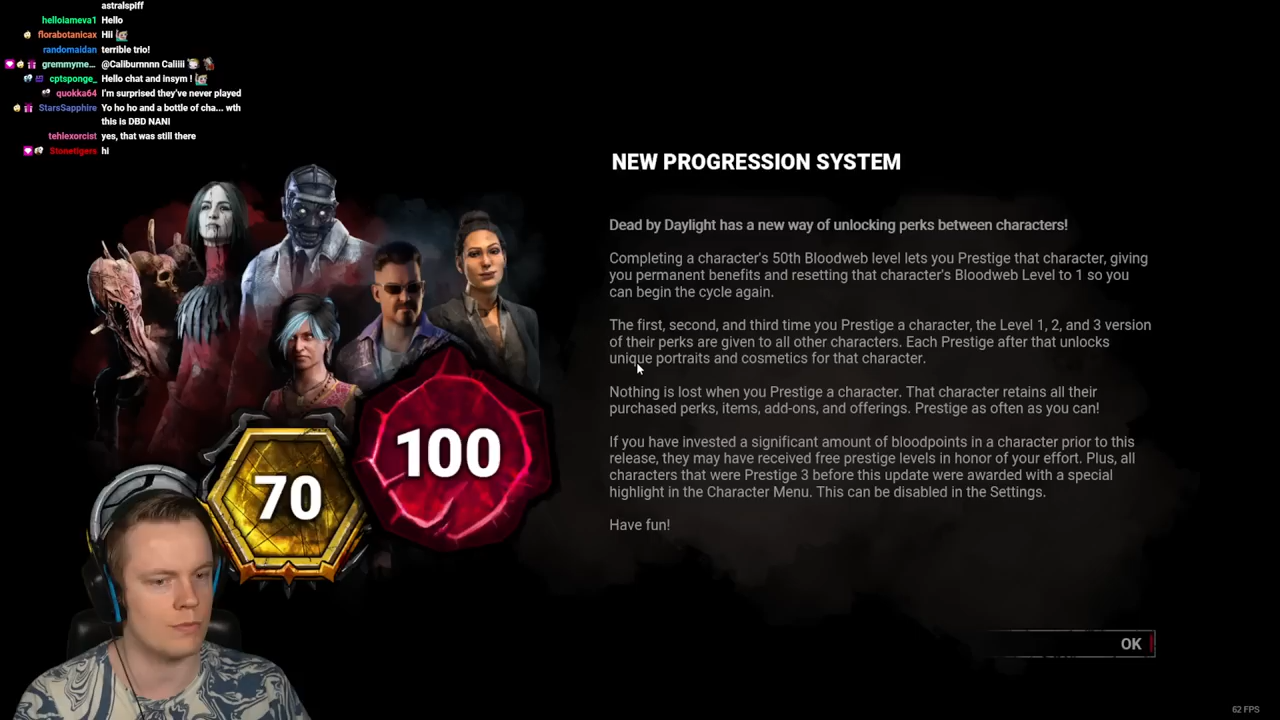 astralspiff
helloiameva1 Hello
florabotanicax Hii
randomaidan terrible trio!
gremmyme... @Caliburnnn Caliiii
cptsponge_ Hello chat and insym !
quokka64 I'm surprised they've never played
StarsSapphire Yo ho ho and a bottle of cha... wth
this is DBD NANI
tehlexorcist yes, that was still there
Stonetigers hi
NEW PROGRESSION SYSTEM
Dead by Daylight has a new way of unlocking perks between characters!
Completing a character's 50th Bloodweb level lets you Prestige that character, giving
you permanent benefits and resetting that character's Bloodweb Level to 1 so you
can begin the cycle again.
The first, second, and third time you Prestige a character, the Level 1, 2, and 3 version
of their perks are given to all other characters. Each Prestige after that unlocks
unique portraits and cosmetics for that character.
Nothing is lost when you Prestige a character. That character retains all their
purchased perks, items, add-ons, and offerings. Prestige as often as you can!
If you have invested a significant amount of bloodpoints in a character prior to this
release, they may have received free prestige levels in honor of your effort. Plus, all
characters that were Prestige 3 before this update were awarded with a special
highlight in the Character Menu. This can be disabled in the Settings.
Have fun!
100
70
OK
62 FPS